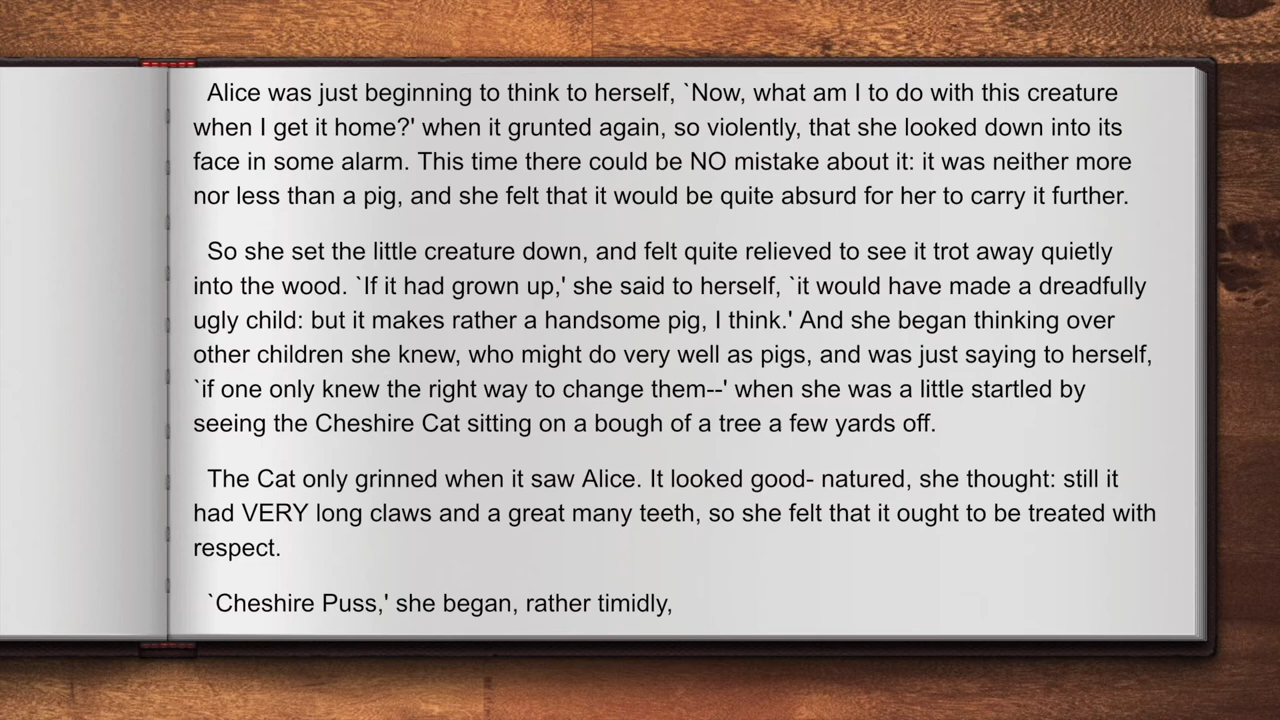 Alice was just beginning to think to herself, `Now, what am I to do with this creature
when I get it home?' when it grunted again, so violently, that she looked down into its
face in some alarm. This time there could be NO mistake about it: it was neither more
nor less than a pig, and she felt that it would be quite absurd for her to carry it further.
So she set the little creature down, and felt quite relieved to see it trot away quietly
into the wood. `If it had grown up,' she said to herself, `it would have made a dreadfully
ugly child: but it makes rather a handsome pig, I think.' And she began thinking over
other children she knew, who might do very well as pigs, and was just saying to herself,
`if one only knew the right way to change them--' when she was a little startled by
seeing the Cheshire Cat sitting on a bough of a tree a few yards off.
The Cat only grinned when it saw Alice. It looked good- natured, she thought: still it
had VERY long claws and a great many teeth, so she felt that it ought to be treated with
respect.
`Cheshire Puss,' she began, rather timidly,